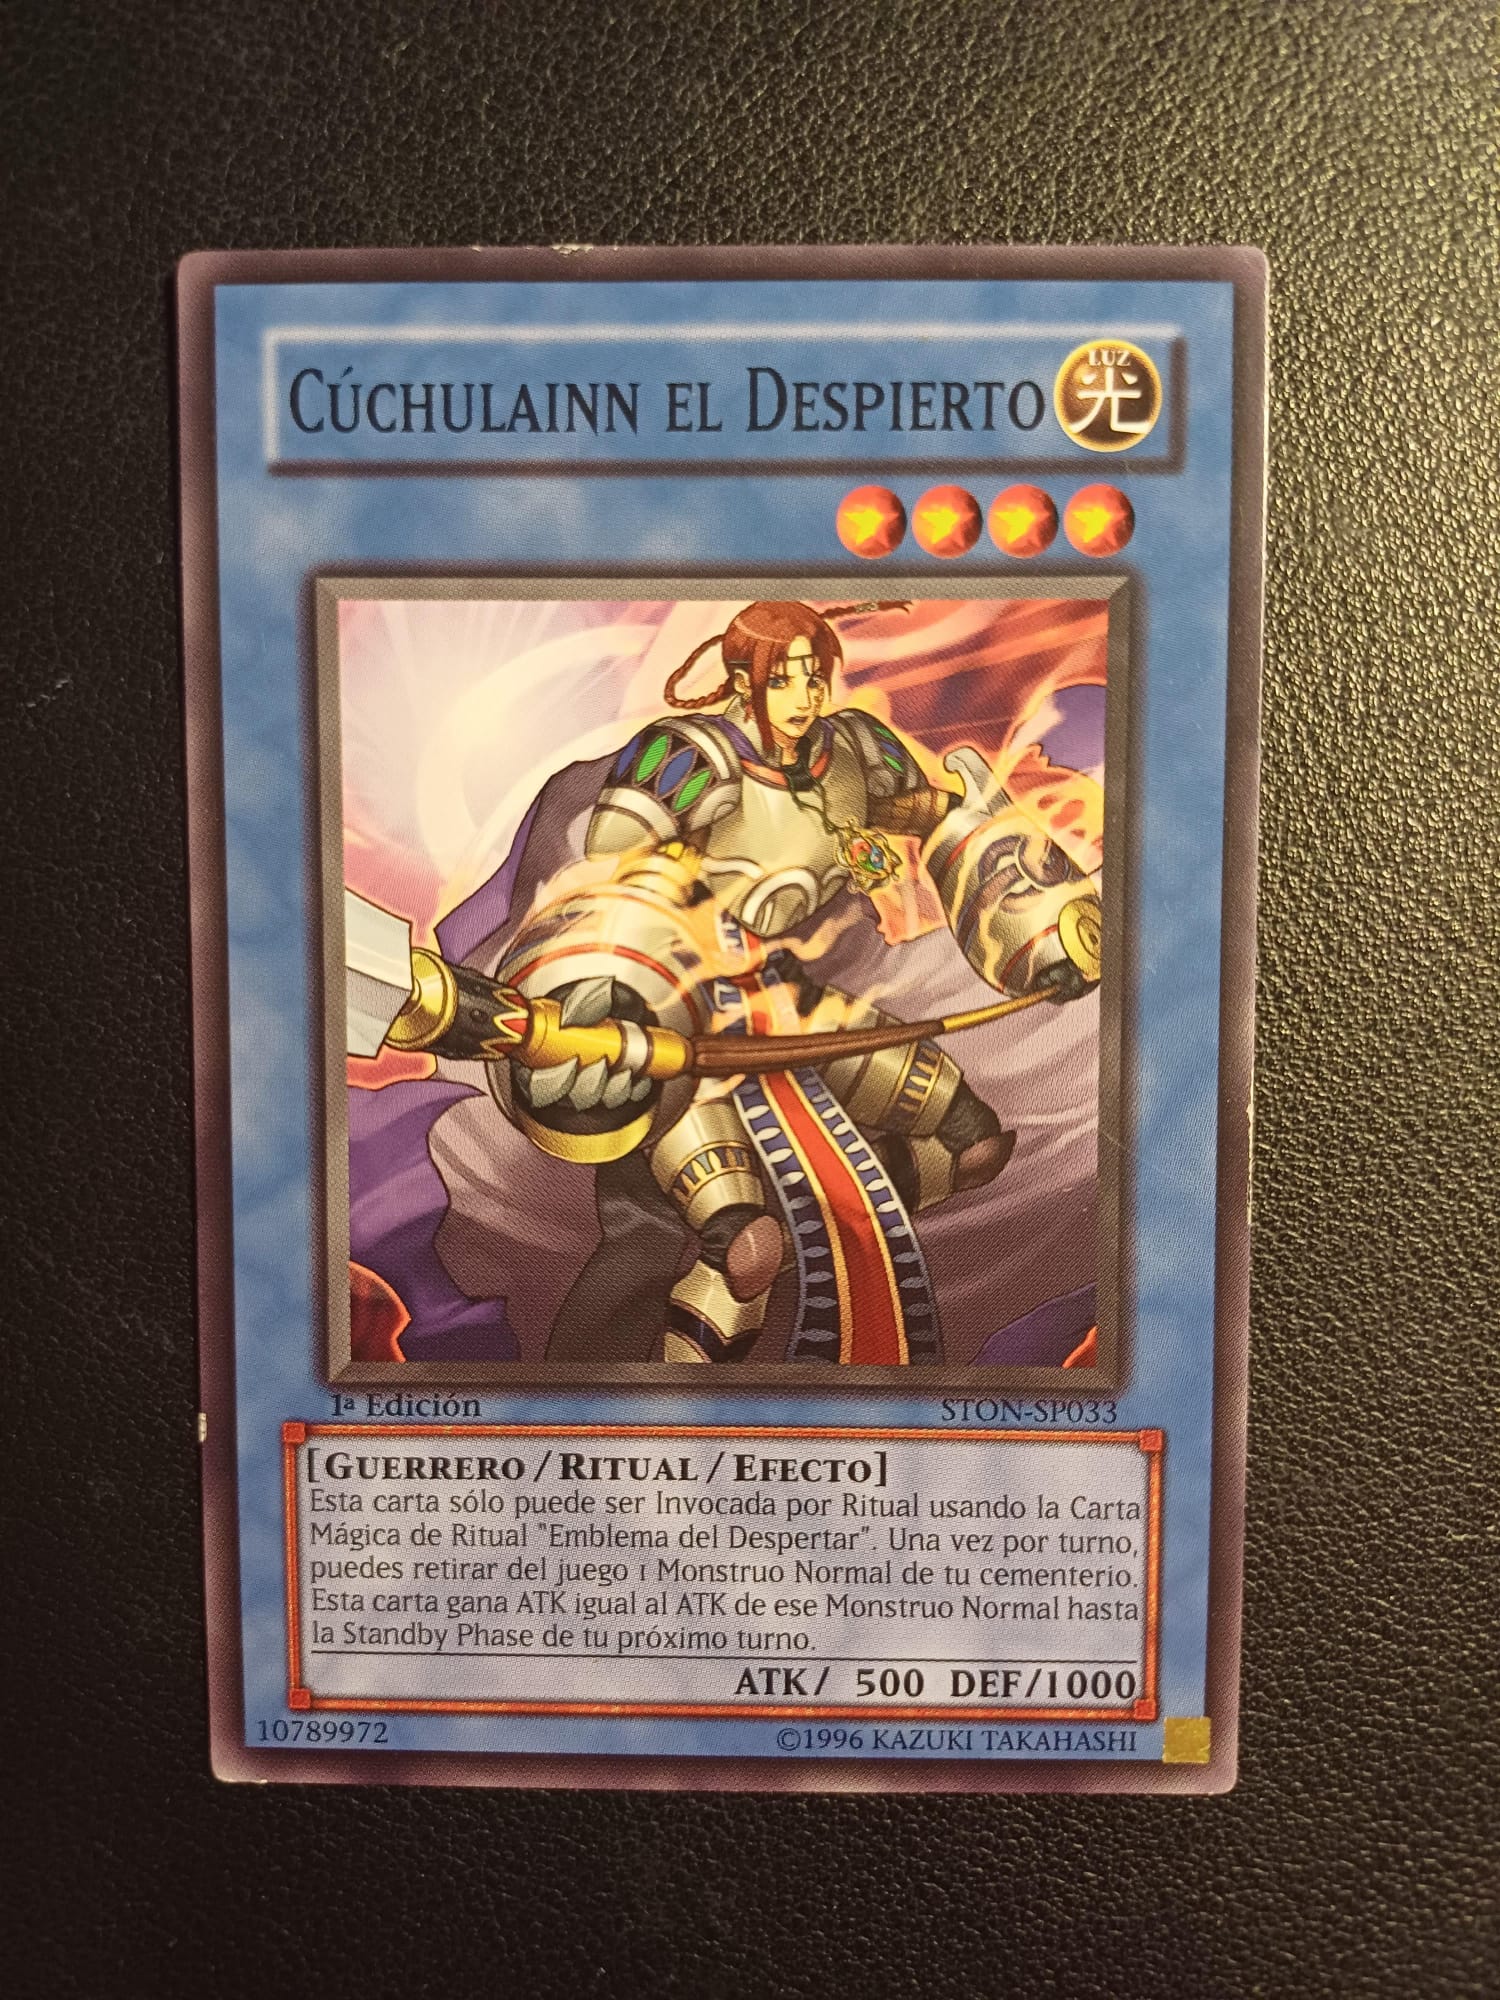 CÚCHULAINN EL DESPIERTO
LUZ
光
1ª Edición
STON-SP033
[GUERRERO/RITUAL/EFECTO]
Esta carta sólo puede ser Invocada por Ritual usando la Carta
Mágica de Ritual "Emblema del Despertar". Una vez por turno,
puedes retirar del juego 1 Monstruo Normal de tu cementerio.
Esta carta gana ATK igual al ATK de ese Monstruo Normal hasta
la Standby Phase de tu próximo turno.
ATK/ 500 DEF/1000
10789972
©1996 KAZUKI TAKAHASHI